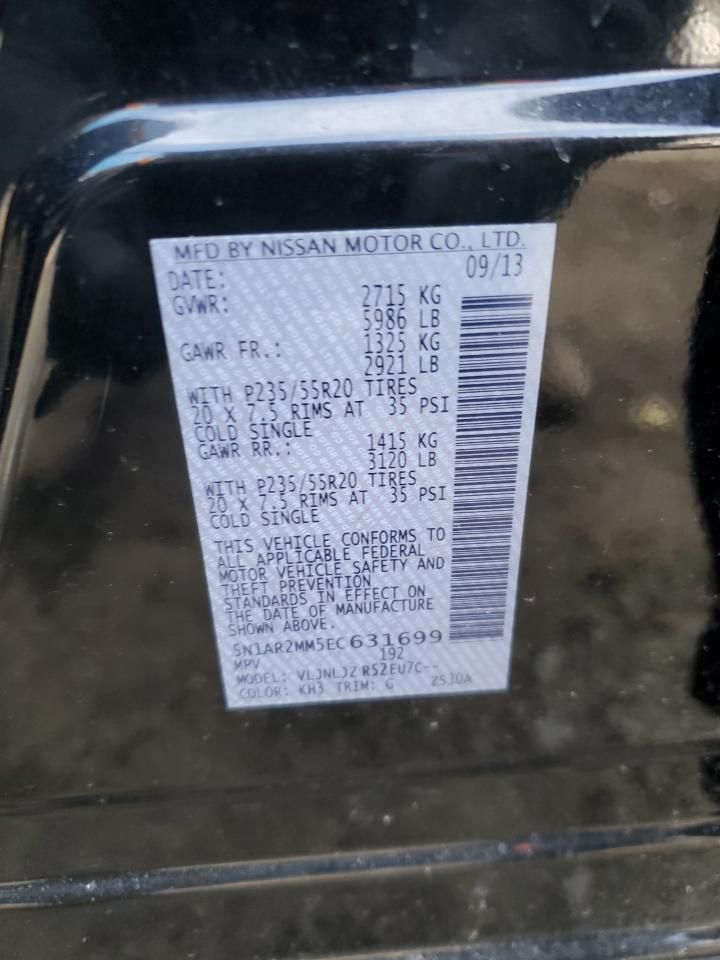 MFD BY NISSAN MOTOR CO., LTD.
DATE: 09/13
GVWR: 2715 KG
5986 LB
GAWR FR.: 1325 KG
2921 LB
WITH P235/55R20 TIRES
20 X 7.5 RIMS AT 35 PSI
COLD SINGLE
GAWR RR.: 1415 KG
3120 LB
WITH P235/55R20 TIRES
20 X 7.5 RIMS AT 35 PSI
COLD SINGLE
THIS VEHICLE CONFORMS TO
ALL APPLICABLE FEDERAL
MOTOR VEHICLE SAFETY AND
THEFT PREVENTION
STANDARDS IN EFFECT ON
THE DATE OF MANUFACTURE
SHOWN ABOVE.
5N1AR2MM5EC631699
MPV 192
MODEL: VLJNLJZ R52EU7C--
COLOR: KH3 TRIM: G ZS30A